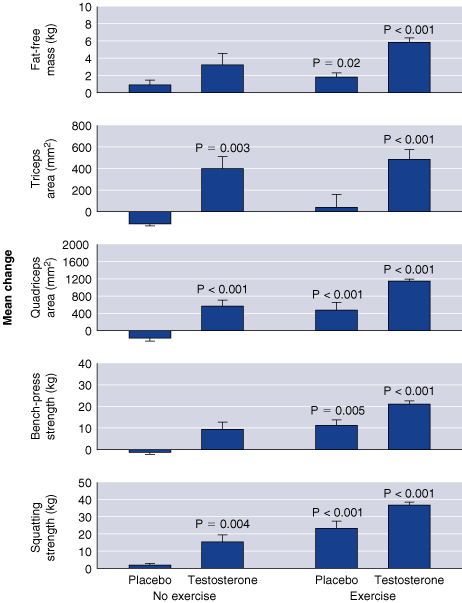 Mean change
Fat-free
mass (kg)
10
8
6
4
2
0
P = 0.02
P < 0.001
Triceps
area (mm²)
800
600
400
200
0
P = 0.003
P < 0.001
Quadriceps
area (mm²)
2000
1600
1200
800
400
0
P < 0.001
P < 0.001
P < 0.001
Bench-press
strength (kg)
40
30
20
10
0
P = 0.005
P < 0.001
Squatting
strength (kg)
50
40
30
20
10
0
P = 0.004
P < 0.001
P < 0.001
Placebo Testosterone Placebo Testosterone
No exercise Exercise